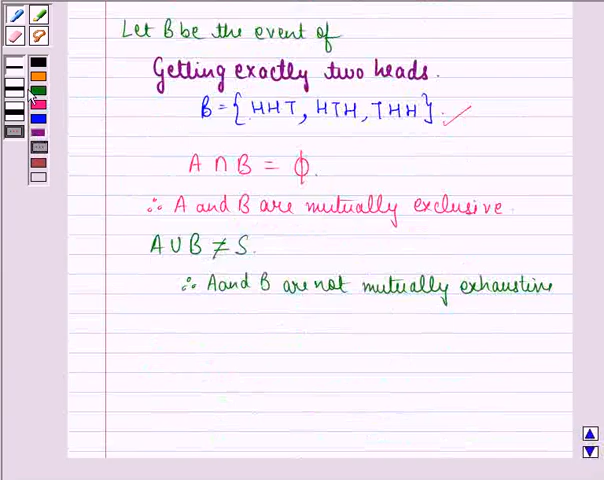 Let B be the event of
Getting exactly two heads.
B = {HHT, HTH, THH}.
A ∩ B = ϕ.
∴ A and B are mutually exclusive.
A ∪ B ≠ S.
∴ A and B are not mutually exhaustive